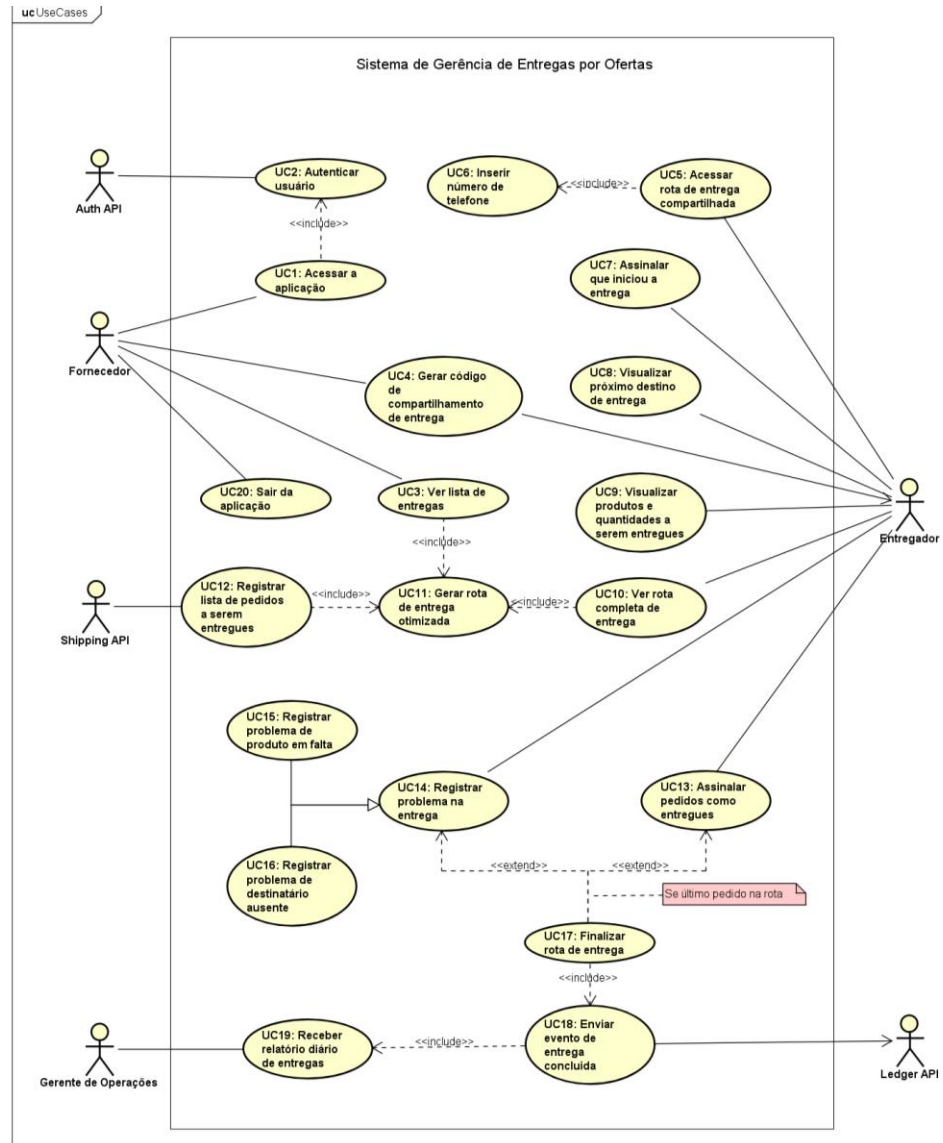 uc UseCases
Sistema de Gerência de Entregas por Ofertas
Auth API
UC2: Autenticar
usuário
UC6: Inserir
número de
telefone
<<include>>
UC5: Acessar
rota de entrega
compartilhada
<<include>>
UC1: Acessar a
aplicação
UC7: Assinalar
que iniciou a
entrega
Fornecedor
UC4: Gerar código
de
compartilhamento
de entrega
UC8: Visualizar
próximo destino
de entrega
UC20: Sair da
aplicação
UC3: Ver lista de
entregas
UC9: Visualizar
produtos e
quantidades a
serem entregues
Entregador
<<include>>
Shipping API
UC12: Registrar
lista de pedidos
a serem
entregues
<<include>>
UC11: Gerar rota
de entrega
otimizada
<<include>>
UC10: Ver rota
completa de
entrega
UC15: Registrar
problema de
produto em falta
UC14: Registrar
problema na
entrega
UC13: Assinalar
pedidos como
entregues
UC16: Registrar
problema de
destinatário
ausente
<<extend>>
<<extend>>
Se último pedido na rota
UC17: Finalizar
rota de entrega
<<include>>
Gerente de Operações
UC19: Receber
relatório diário
de entregas
<<include>>
UC18: Enviar
evento de
entrega
concluida
Ledger API